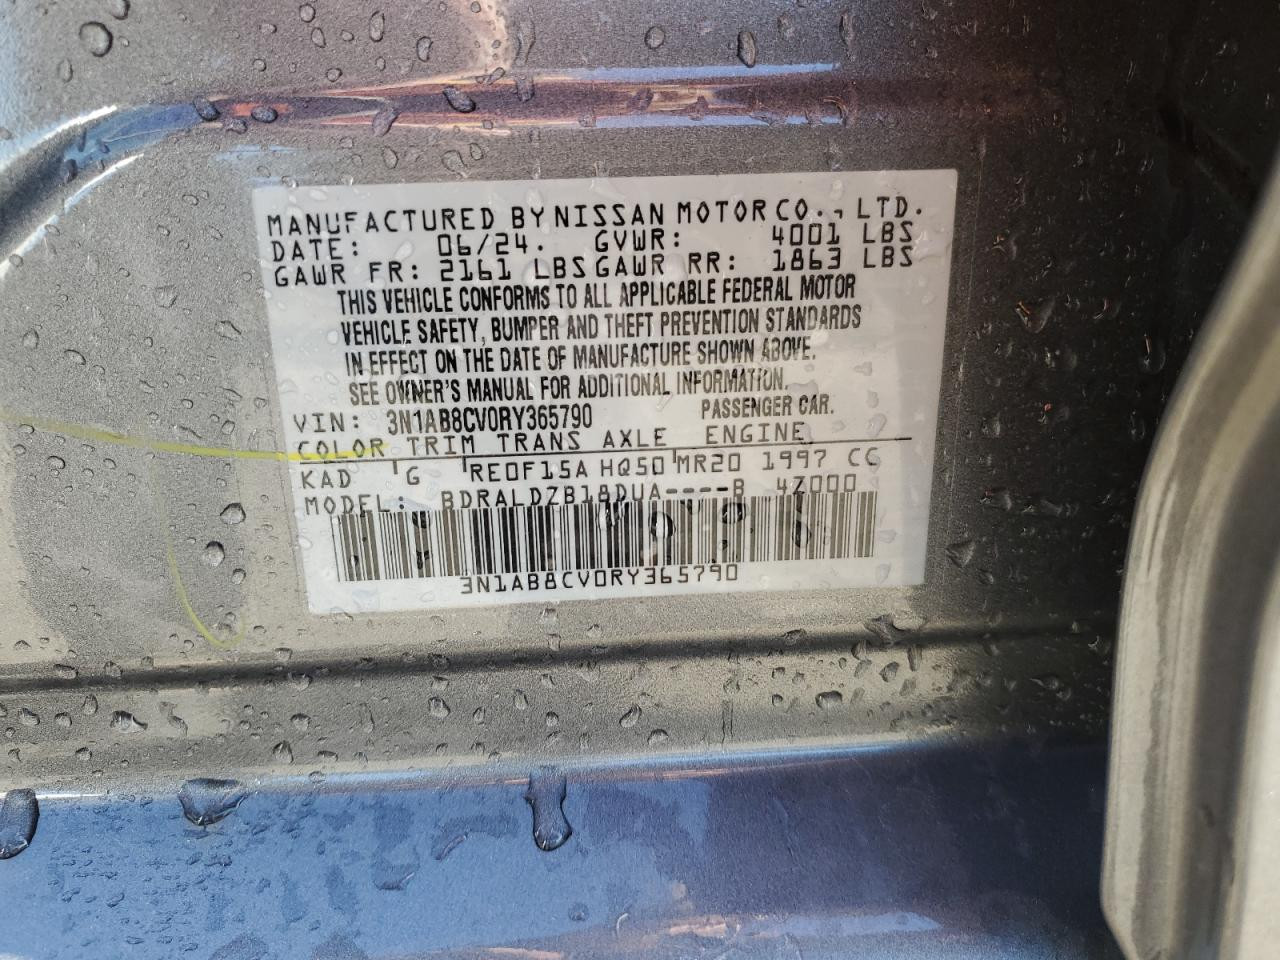 MANUFACTURED BY NISSAN MOTOR CO., LTD.
DATE: 06/24. GVWR: 4001 LBS
GAWR FR: 2161 LBS GAWR RR: 1863 LBS
THIS VEHICLE CONFORMS TO ALL APPLICABLE FEDERAL MOTOR
VEHICLE SAFETY, BUMPER AND THEFT PREVENTION STANDARDS
IN EFFECT ON THE DATE OF MANUFACTURE SHOWN ABOVE.
SEE OWNER'S MANUAL FOR ADDITIONAL INFORMATION.
VIN: 3N1AB8CV0RY365790 PASSENGER CAR.
COLOR TRIM TRANS AXLE ENGINE
KAD G RE0F15A HQ50 MR20 1997 CC
MODEL: BDRALDZB18DUA----B 4Z000
3N1AB8CV0RY365790